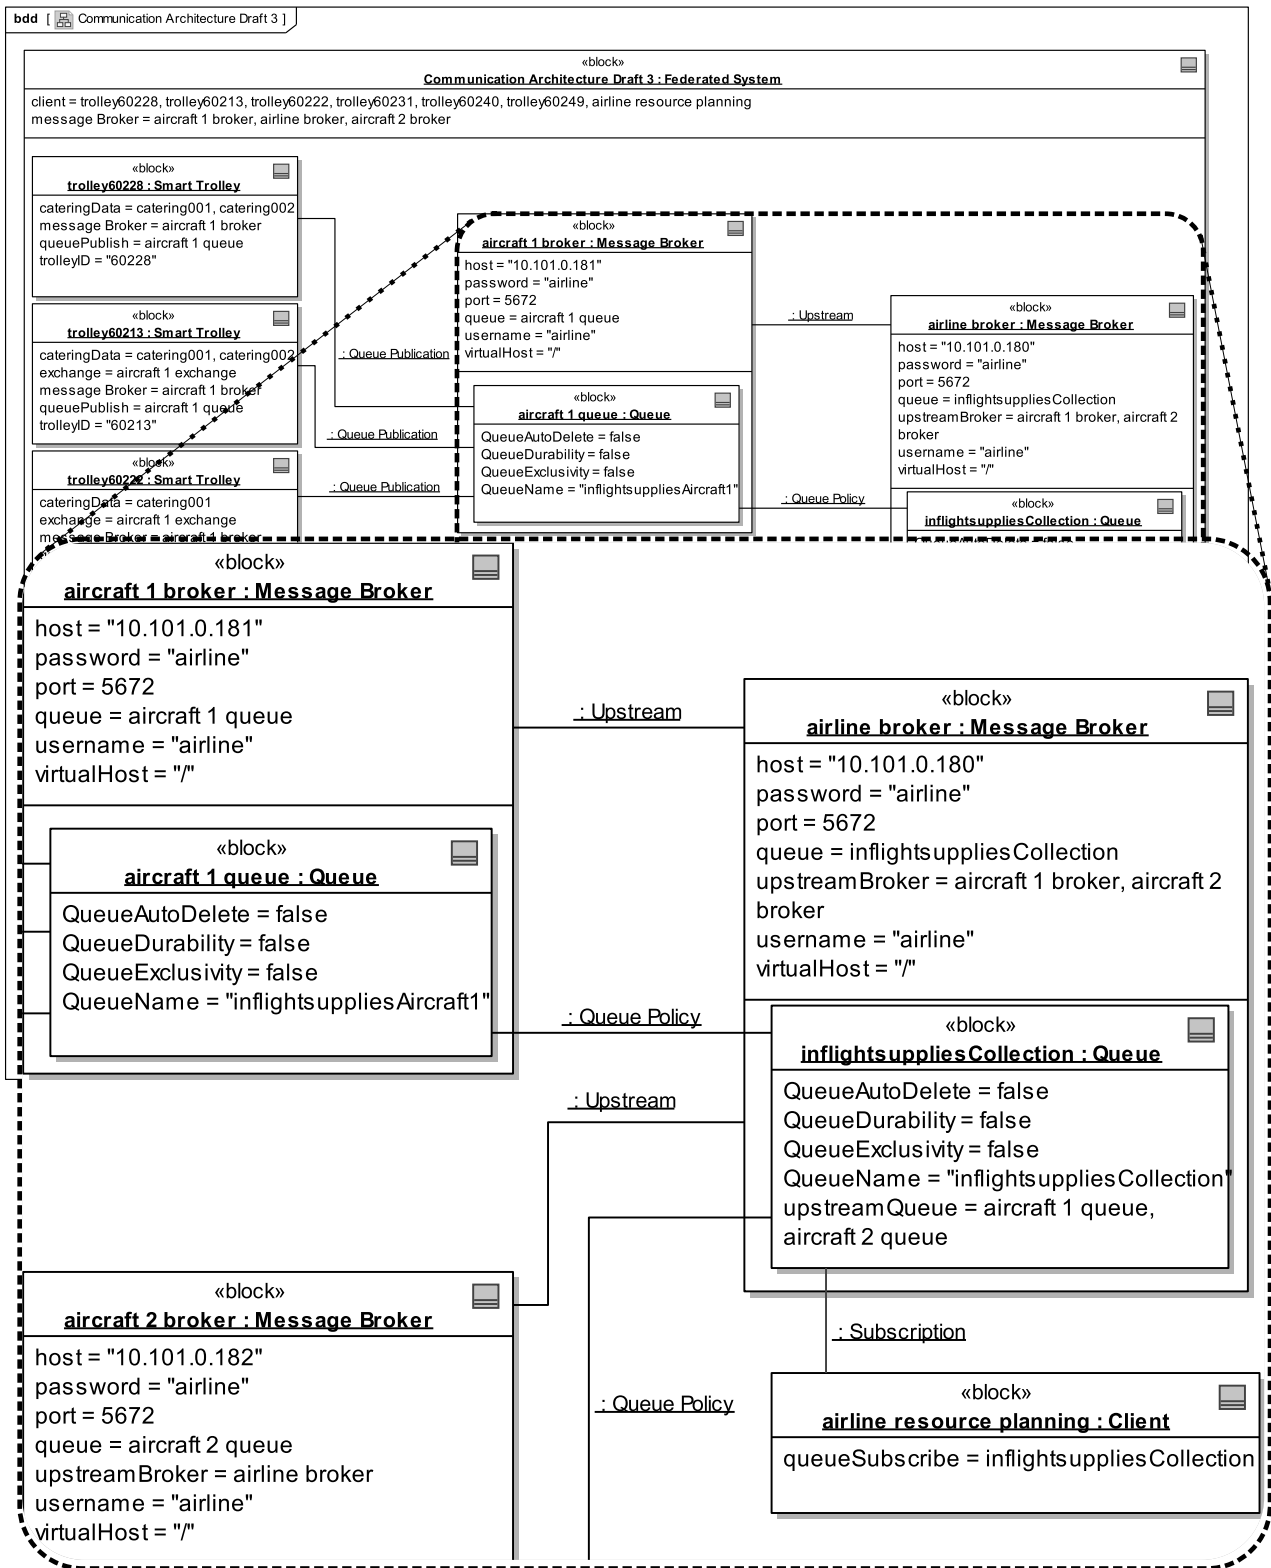 bdd [ Communication Architecture Draft 3 ]
«block»
Communication Architecture Draft 3 : Federated System
client = trolley60228, trolley60213, trolley60222, trolley60231, trolley60240, trolley60249, airline resource planning
message Broker = aircraft 1 broker, airline broker, aircraft 2 broker
«block»
trolley60228 : Smart Trolley
cateringData = catering001, catering002
message Broker = aircraft 1 broker
queuePublish = aircraft 1 queue
trolleyID = "60228"
«block»
trolley60213 : Smart Trolley
cateringData = catering001, catering002
exchange = aircraft 1 exchange
message Broker = aircraft 1 broker
queuePublish = aircraft 1 queue
trolleyID = "60213"
«block»
trolley60222 : Smart Trolley
cateringData = catering001
exchange = aircraft 1 exchange
message Broker = aircraft 1 broker
: Queue Publication
: Queue Publication
: Queue Publication
«block»
aircraft 1 broker : Message Broker
host = "10.101.0.181"
password = "airline"
port = 5672
queue = aircraft 1 queue
username = "airline"
virtualHost = "/"
«block»
aircraft 1 queue : Queue
QueueAutoDelete = false
QueueDurability = false
QueueExclusivity = false
QueueName = "inflightsuppliesAircraft1"
: Upstream
: Queue Policy
«block»
airline broker : Message Broker
host = "10.101.0.180"
password = "airline"
port = 5672
queue = inflightsuppliesCollection
upstreamBroker = aircraft 1 broker, aircraft 2
broker
username = "airline"
virtualHost = "/"
«block»
inflightsuppliesCollection : Queue
«block»
aircraft 1 broker : Message Broker
host = "10.101.0.181"
password = "airline"
port = 5672
queue = aircraft 1 queue
username = "airline"
virtualHost = "/"
«block»
aircraft 1 queue : Queue
QueueAutoDelete = false
QueueDurability = false
QueueExclusivity = false
QueueName = "inflightsuppliesAircraft1"
: Upstream
«block»
airline broker : Message Broker
host = "10.101.0.180"
password = "airline"
port = 5672
queue = inflightsuppliesCollection
upstreamBroker = aircraft 1 broker, aircraft 2
broker
username = "airline"
virtualHost = "/"
: Queue Policy
«block»
inflightsuppliesCollection : Queue
QueueAutoDelete = false
QueueDurability = false
QueueExclusivity = false
QueueName = "inflightsuppliesCollection"
upstreamQueue = aircraft 1 queue,
aircraft 2 queue
: Upstream
«block»
aircraft 2 broker : Message Broker
host = "10.101.0.182"
password = "airline"
port = 5672
queue = aircraft 2 queue
upstreamBroker = airline broker
username = "airline"
virtualHost = "/"
: Subscription
: Queue Policy
«block»
airline resource planning : Client
queueSubscribe = inflightsuppliesCollection